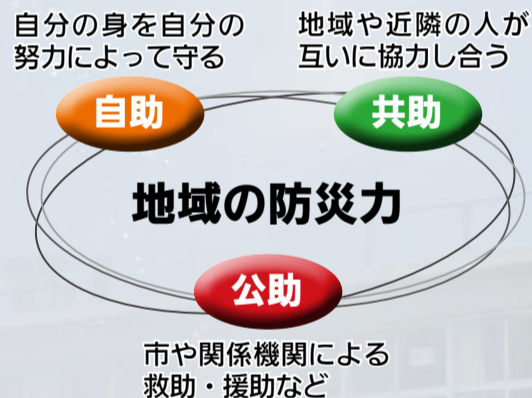 自分の身を自分の
努力によって守る
自助
地域や近隣の人が
互いに協力し合う
共助
地域の防災力
公助
市や関係機関による
救助・援助など